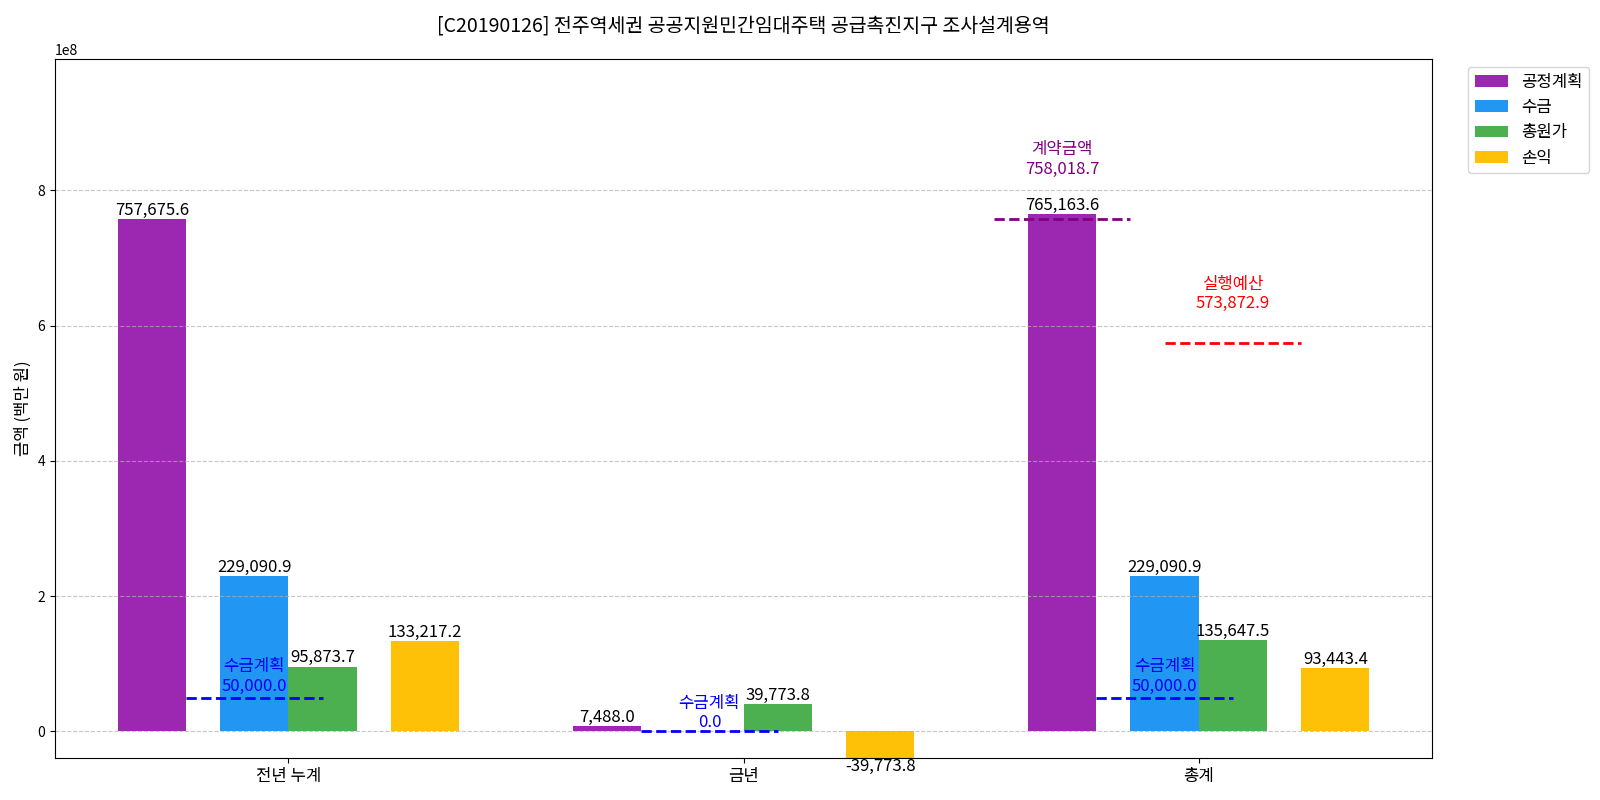 [C20190126] 전주역세권 공공지원민간임대주택 공급촉진지구 조사설계용역
1e8
공정계획
수금
총원가
손익
금액 (백만 원)
8
6
4
2
0
757,675.6
229,090.9
수금계획
50,000.0
95,873.7
133,217.2
7,488.0
수금계획
0.0
39,773.8
-39,773.8
계약금액
758,018.7
765,163.6
실행예산
573,872.9
229,090.9
수금계획
50,000.0
135,647.5
93,443.4
전년 누계
금년
총계